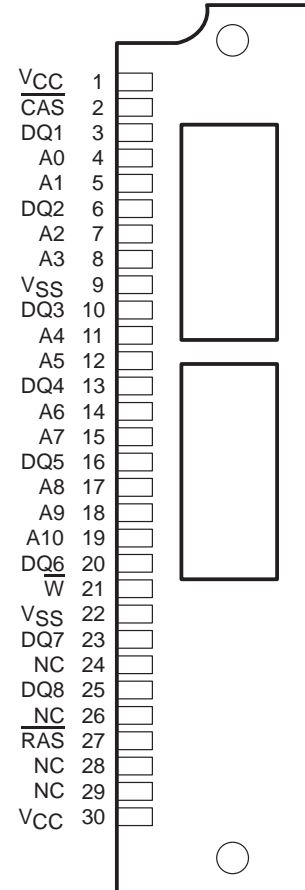 VCC 1
CAS 2
DQ1 3
A0 4
A1 5
DQ2 6
A2 7
A3 8
VSS 9
DQ3 10
A4 11
A5 12
DQ4 13
A6 14
A7 15
DQ5 16
A8 17
A9 18
A10 19
DQ6 20
W 21
VSS 22
DQ7 23
NC 24
DQ8 25
NC 26
RAS 27
NC 28
NC 29
VCC 30